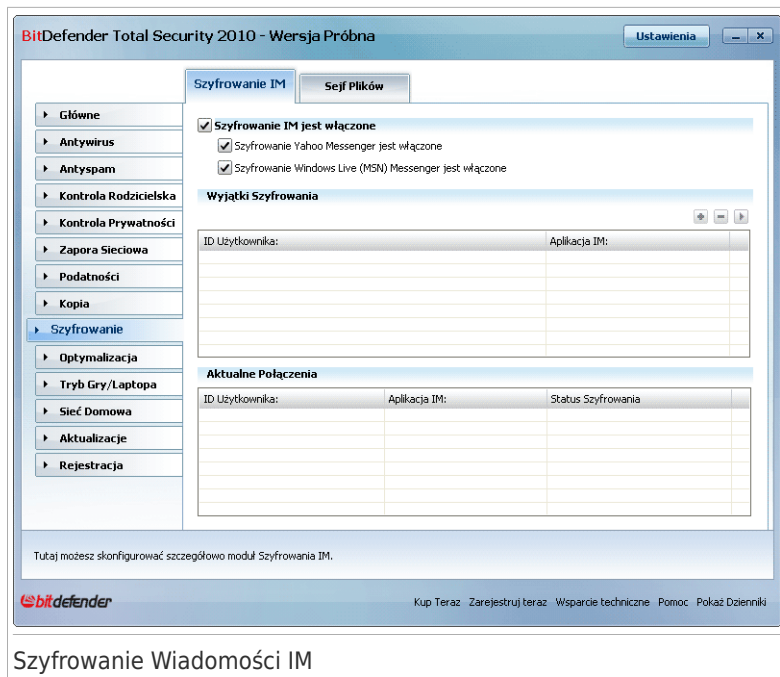 BitDefender Total Security 2010 - Wersja Próbna
Ustawienia
Szyfrowanie IM
Sejf Plików
Główne
Antywirus
Antyspam
Kontrola Rodzicielska
Kontrola Prywatności
Zapora Sieciowa
Podatności
Kopia
Szyfrowanie
Optymalizacja
Tryb Gry/Laptopa
Sieć Domowa
Aktualizacje
Rejestracja
Szyfrowanie IM jest włączone
Szyfrowanie Yahoo Messenger jest włączone
Szyfrowanie Windows Live (MSN) Messenger jest włączone
Wyjątki Szyfrowania
ID Użytkownika: Aplikacja IM:
Aktualne Połączenia
ID Użytkownika: Aplikacja IM: Status Szyfrowania
Tutaj możesz skonfigurować szczegółowo moduł Szyfrowania IM.
bitdefender
Kup Teraz Zarejestruj teraz Wsparcie techniczne Pomoc Pokaż Dzienniki
Szyfrowanie Wiadomości IM